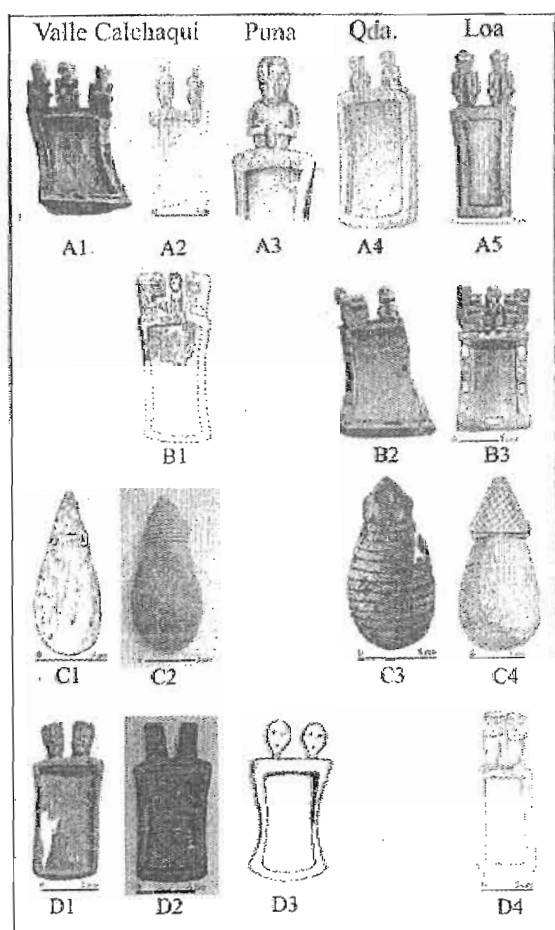 Valle Calchaqui Puna Qda. Loa
A1 A2 A3 A4 A5
B1 B2 B3
C1 C2 C3 C4
D1 D2 D3 D4